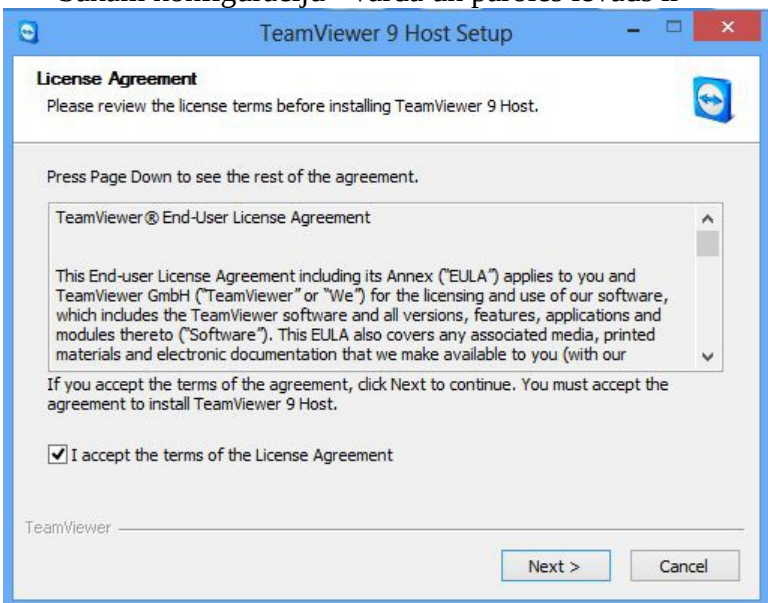 TeamViewer 9 Host Setup
License Agreement
Please review the license terms before installing TeamViewer 9 Host.
Press Page Down to see the rest of the agreement.
TeamViewer® End-User License Agreement
This End-user License Agreement including its Annex ("EULA") applies to you and
TeamViewer GmbH ("TeamViewer" or "We") for the licensing and use of our software,
which includes the TeamViewer software and all versions, features, applications and
modules thereto ("Software"). This EULA also covers any associated media, printed
materials and electronic documentation that we make available to you (with our
If you accept the terms of the agreement, click Next to continue. You must accept the
agreement to install TeamViewer 9 Host.
I accept the terms of the License Agreement
TeamViewer
Next >
Cancel